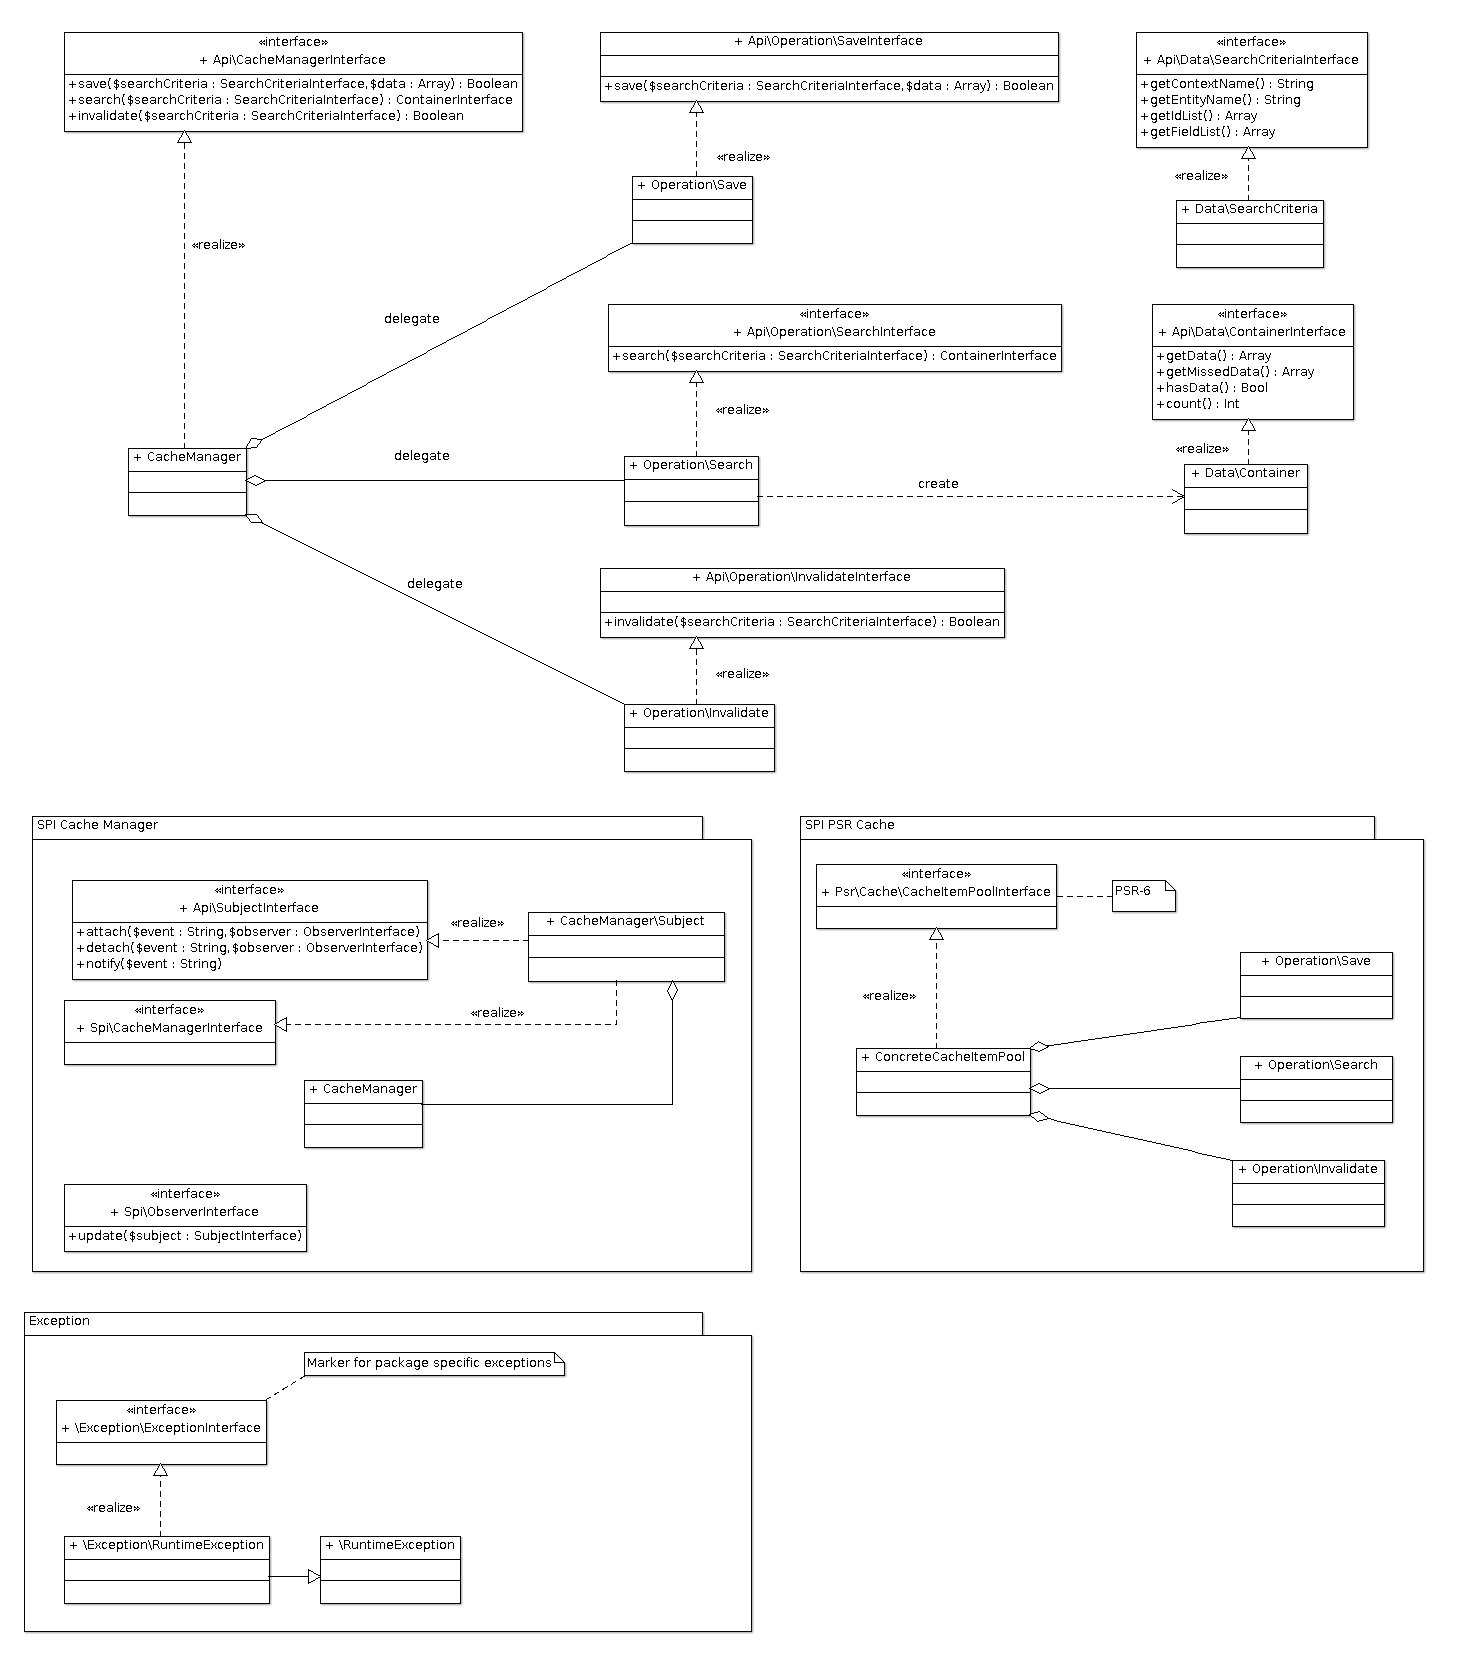 «interface»
+ Api\CacheManagerInterface
+save($searchCriteria : SearchCriteriaInterface,$data : Array) : Boolean
+search($searchCriteria : SearchCriteriaInterface) : ContainerInterface
+invalidate($searchCriteria : SearchCriteriaInterface) : Boolean
+ Api\Operation\SaveInterface
+save($searchCriteria : SearchCriteriaInterface,$data : Array) : Boolean
«interface»
+ Api\Data\SearchCriteriaInterface
+getContextName() : String
+getEntityName() : String
+getIdList() : Array
+getFieldList() : Array
«realize»
«realize»
+ Operation\Save
+ Data\SearchCriteria
«realize»
delegate
«interface»
+ Api\Operation\SearchInterface
+search($searchCriteria : SearchCriteriaInterface) : ContainerInterface
«interface»
+ Api\Data\ContainerInterface
+getData() : Array
+getMissedData() : Array
+hasData() : Bool
+count() : Int
«realize»
«realize»
+ CacheManager
delegate
+ Operation\Search
create
+ Data\Container
delegate
+ Api\Operation\InvalidateInterface
+invalidate($searchCriteria : SearchCriteriaInterface) : Boolean
«realize»
+ Operation\Invalidate
SPI Cache Manager
«interface»
+ Api\SubjectInterface
+attach($event : String,$observer : ObserverInterface)
+detach($event : String,$observer : ObserverInterface)
+notify($event : String)
«realize»
+ CacheManager\Subject
«interface»
+ Spi\CacheManagerInterface
«realize»
+ CacheManager
«interface»
+ Spi\ObserverInterface
+update($subject : SubjectInterface)
SPI PSR Cache
«interface»
+ Psr\Cache\CacheItemPoolInterface
PSR-6
«realize»
+ Operation\Save
+ ConcreteCacheItemPool
+ Operation\Search
+ Operation\Invalidate
Exception
Marker for package specific exceptions
«interface»
+ \Exception\ExceptionInterface
«realize»
+ \Exception\RuntimeException
+ \RuntimeException